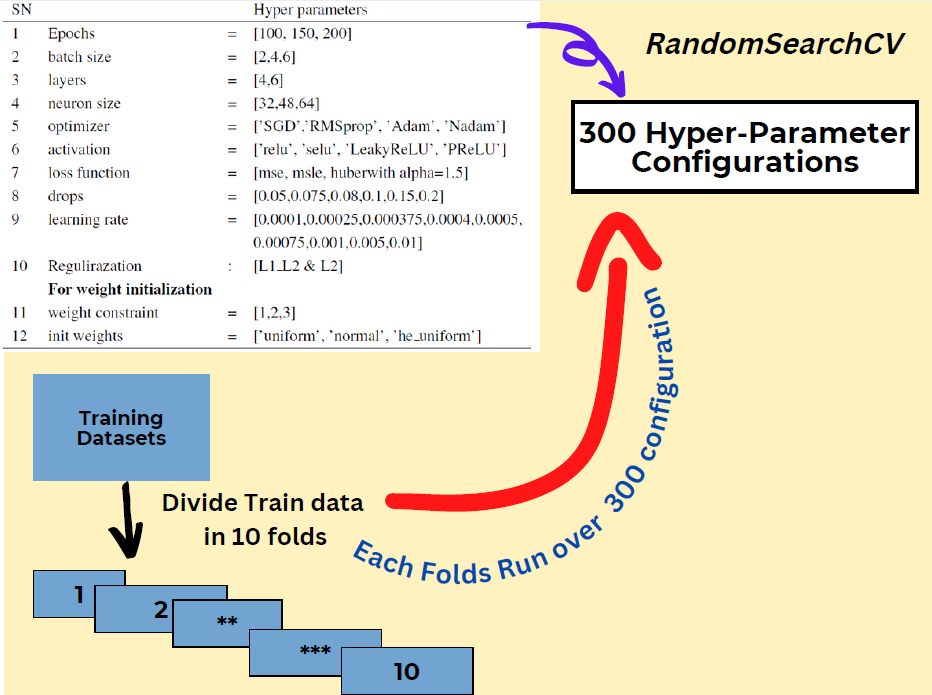 SN Hyper parameters
1 Epochs = [100, 150, 200]
2 batch size = [2,4,6]
3 layers = [4,6]
4 neuron size = [32,48,64]
5 optimizer = ['SGD','RMSprop', 'Adam', 'Nadam']
6 activation = ['relu', 'selu', 'LeakyReLU', 'PReLU']
7 loss function = [mse, msle, huberwith alpha=1.5]
8 drops = [0.05,0.075,0.08,0.1,0.15,0.2]
9 learning rate = [0.0001,0.00025,0.000375,0.0004,0.0005,
0.00075,0.001,0.005,0.01]
10 Regulirazation : [L1_L2 & L2]
For weight initialization
11 weight constraint = [1,2,3]
12 init weights = ['uniform', 'normal', 'he_uniform']
RandomSearchCV
300 Hyper-Parameter
Configurations
Training
Datasets
Divide Train data
in 10 folds
Each Folds Run over 300 configuration
1
2
**
***
10